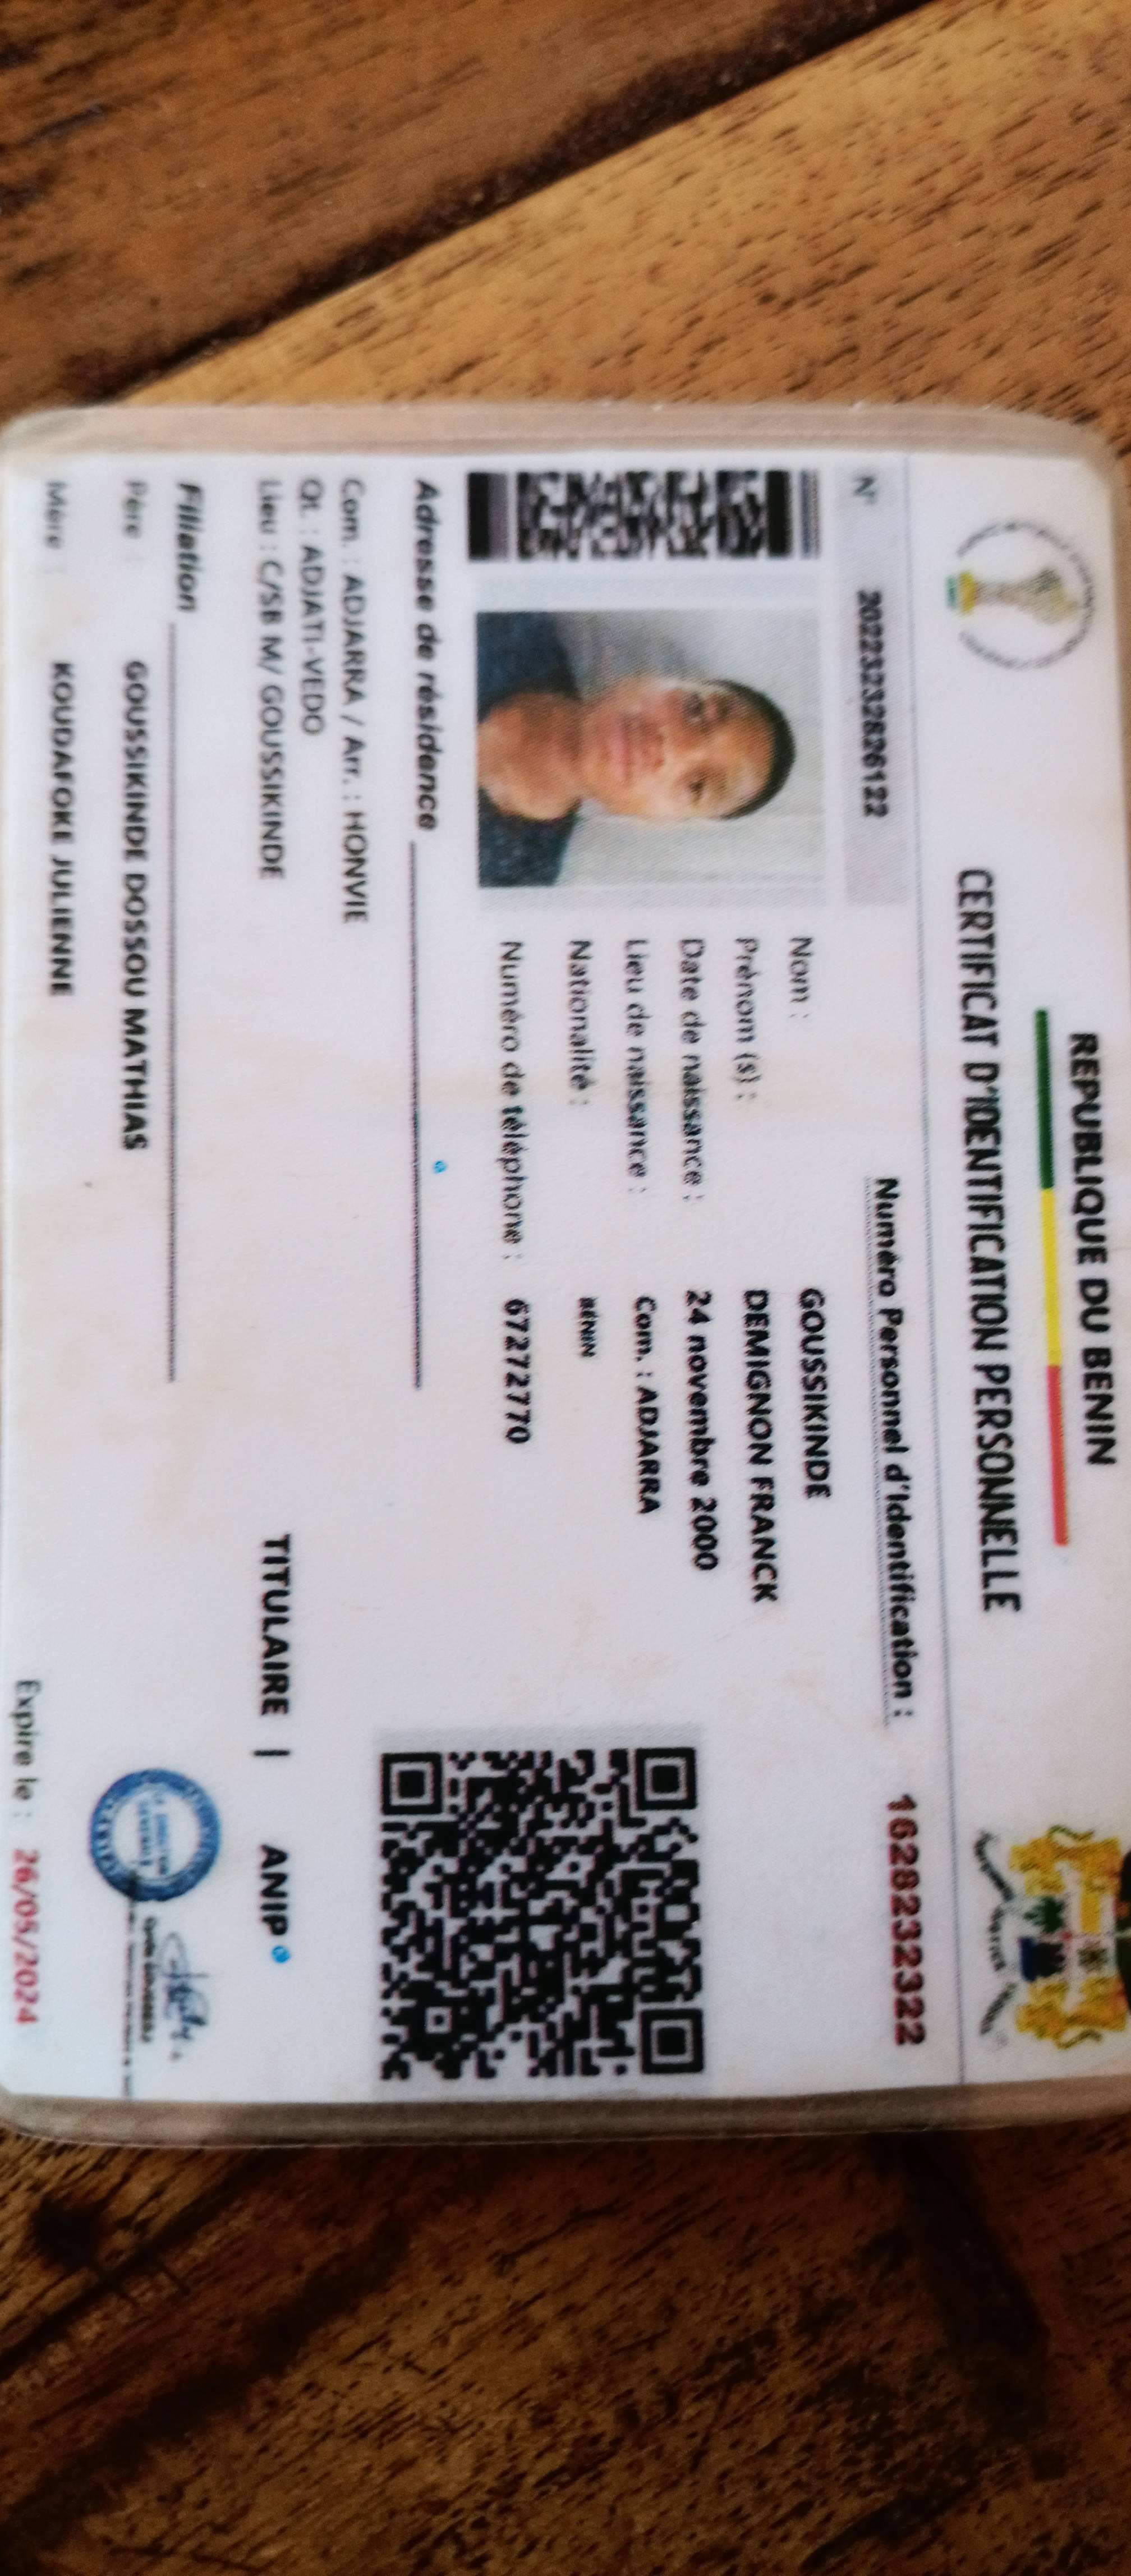 REPUBLIQUE DU BENIN
CERTIFICAT D'IDENTIFICATION PERSONNELLE
N° 20223232826122
Numéro Personnel d'Identification : 1628232322
Nom : GOUSSIKINDE
Prénom (s) : DEMIGNON FRANCK
Date de naissance : 24 novembre 2000
Lieu de naissance : Com. : ADJARRA
Nationalité : BÉNIN
Numéro de téléphone : 67272770
Adresse de résidence
Com. : ADJARRA / Arr. : HONVIE
Qt. : ADJATI-VEDO
Lieu : C/SB M/ GOUSSIKINDE
TITULAIRE | ANIP
Filiation
Père : GOUSSIKINDE DOSSOU MATHIAS
Mère : KOUDAFOKE JULIENNE
Expire le : 26/05/2024